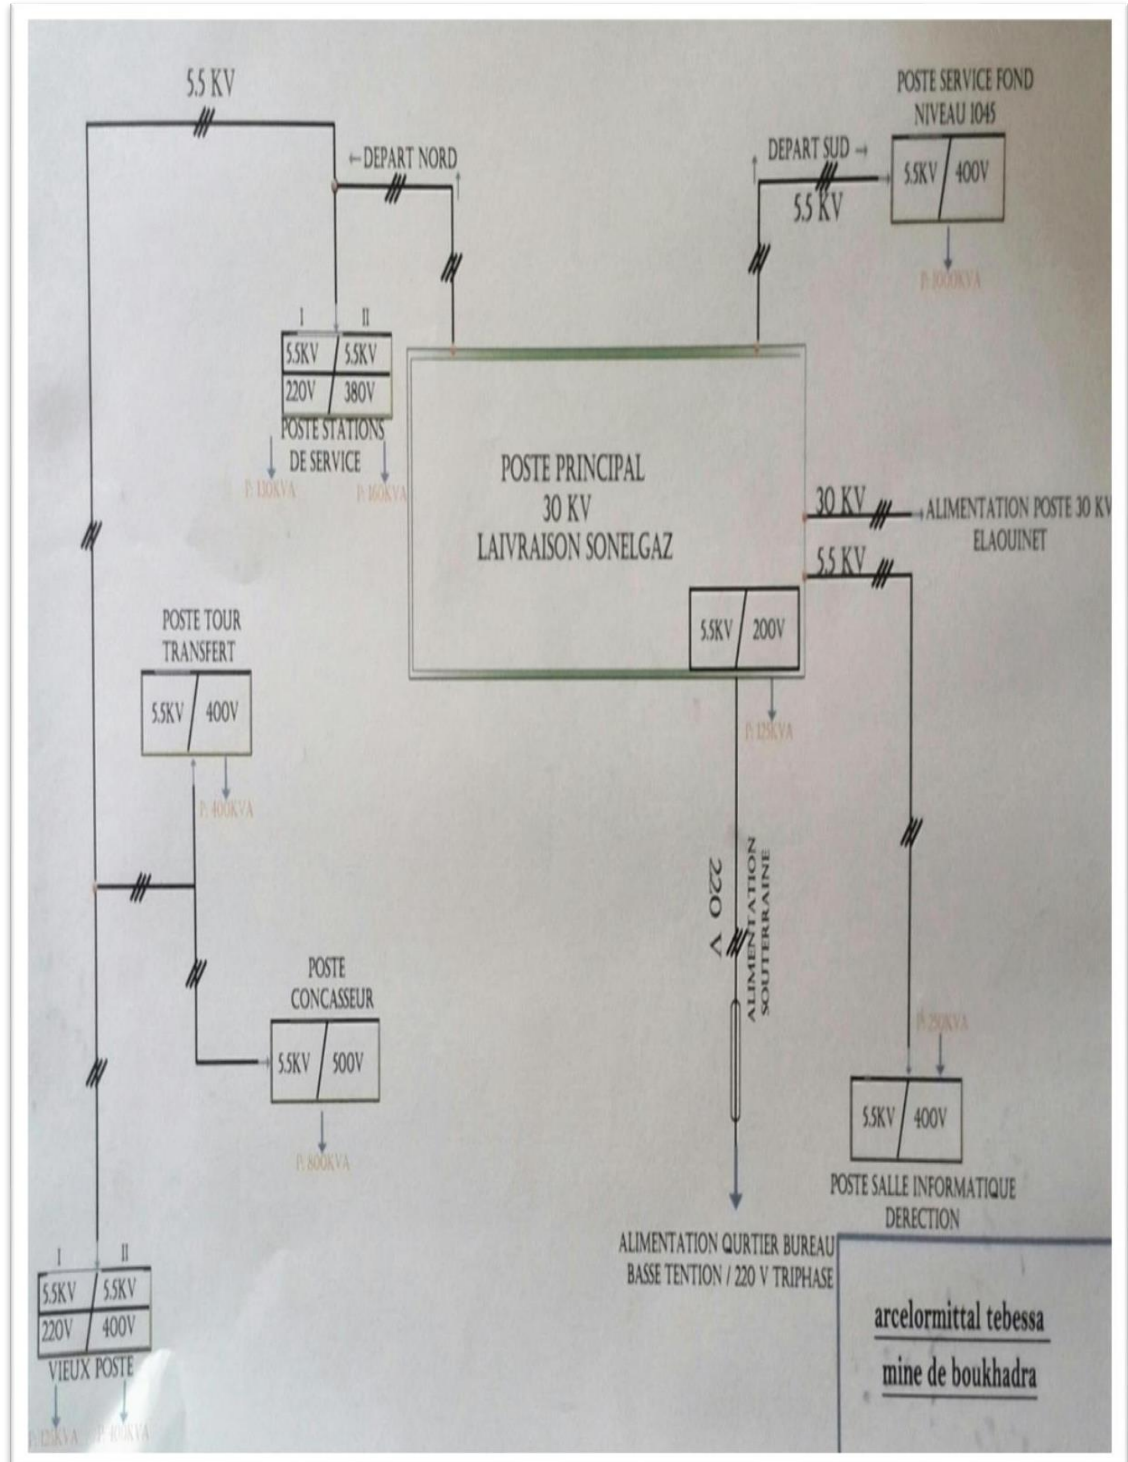 5.5 KV
←DEPART NORD
DEPART SUD →
5.5 KV
POSTE SERVICE FOND
NIVEAU 1045
5.5KV 400V
I II
5.5KV 5.5KV
220V 380V
POSTE STATIONS
DE SERVICE
P: 160KVA
POSTE PRINCIPAL
30 KV
LAIVRAISON SONELGAZ
30 KV
ALIMENTATION POSTE 30 KV
ELAOUINET
5.5 KV
5.5KV 200V
P: 125KVA
POSTE TOUR
TRANSFERT
5.5KV 400V
P: 400KVA
220 V
ALIMENTATION
SOUTERRAINE
POSTE
CONCASSEUR
5.5KV 500V
P: 800KVA
P: 250KVA
5.5KV 400V
POSTE SALLE INFORMATIQUE
DERECTION
ALIMENTATION QURTIER BUREAU
BASSE TENTION / 220 V TRIPHASE
I II
5.5KV 5.5KV
220V 400V
VIEUX POSTE
arcelormittal tebessa
mine de boukhadra